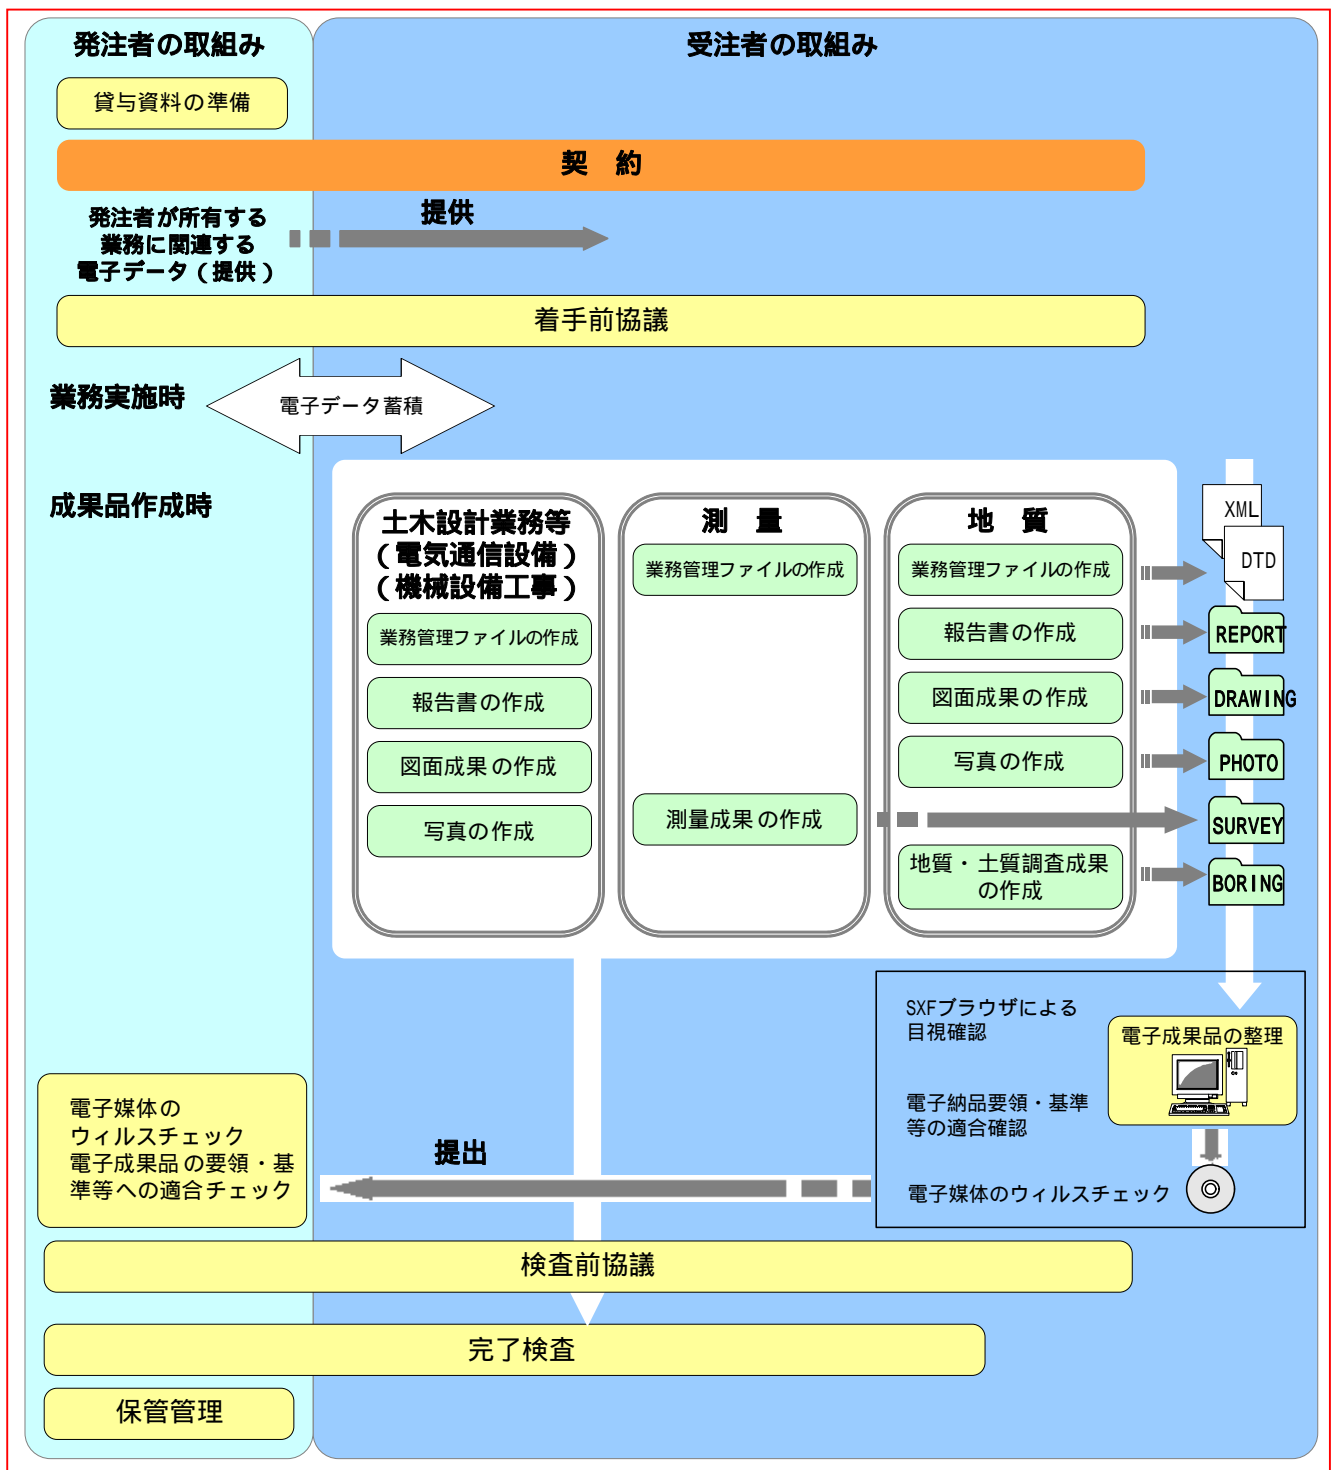 発注者の取組み
受注者の取組み
貸与資料の準備
契　約
発注者が所有する
業務に関連する
電子データ（提供）
提供
着手前協議
業務実施時
電子データ蓄積
成果品作成時
土木設計業務等
（電気通信設備）
（機械設備工事）
業務管理ファイルの作成
報告書の作成
図面成果の作成
写真の作成
測　量
業務管理ファイルの作成
測量成果の作成
地　質
業務管理ファイルの作成
報告書の作成
図面成果の作成
写真の作成
地質・土質調査成果
の作成
XML
DTD
REPORT
DRAWING
PHOTO
SURVEY
BORING
SXFブラウザによる
目視確認
電子成果品の整理
電子納品要領・基準
等の適合確認
電子媒体のウィルスチェック
提出
電子媒体の
ウィルスチェック
電子成果品の要領・基
準等への適合チェック
検査前協議
完了検査
保管管理